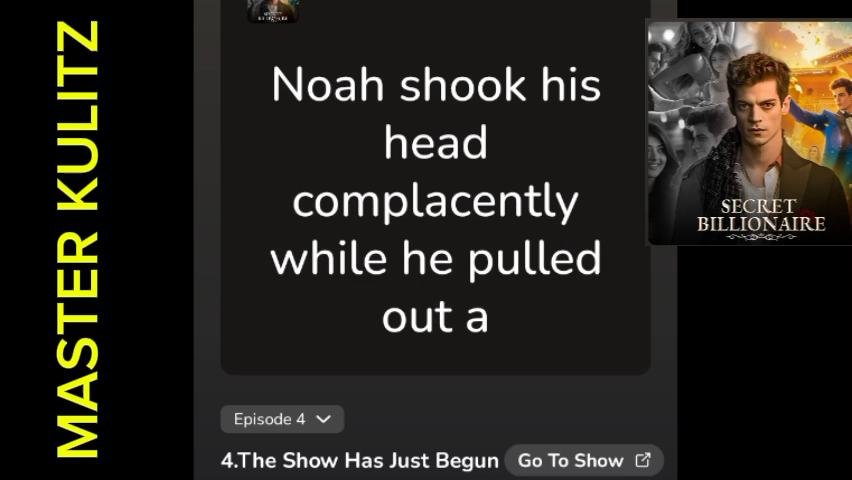 MASTER KULITZ
Noah shook his
head
complacently
while he pulled
out a
SECRET
BILLIONAIRE
Episode 4
4.The Show Has Just Begun
Go To Show